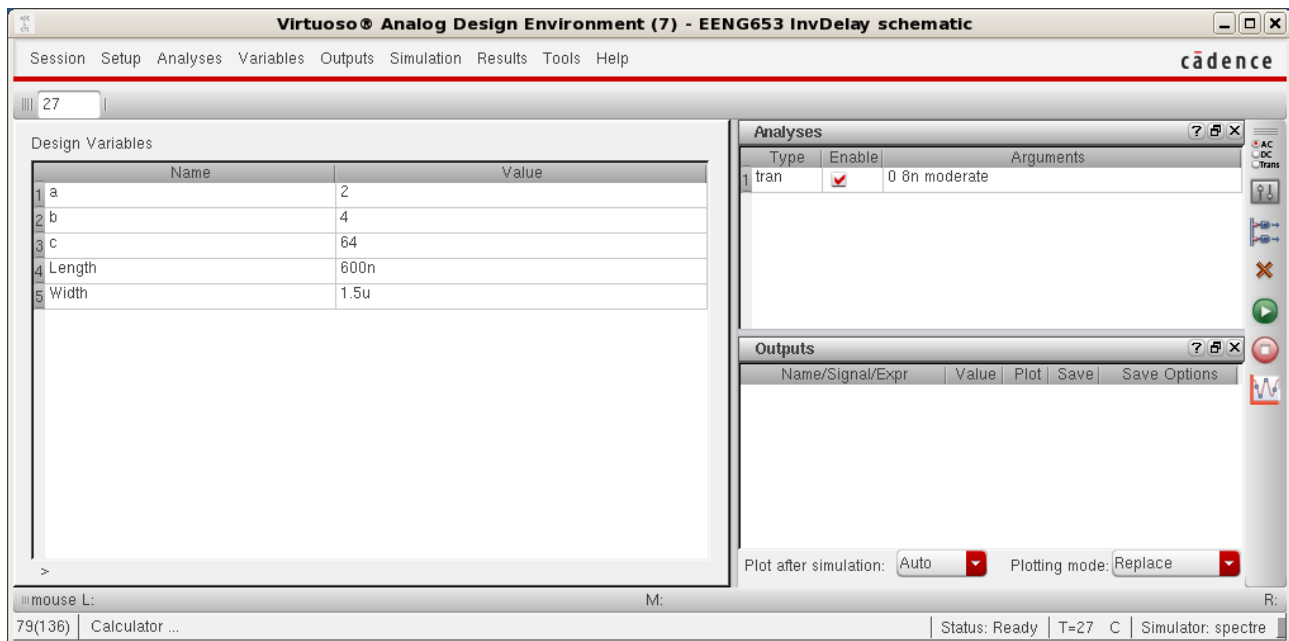 Virtuoso® Analog Design Environment (7) - EENG653 InvDelay schematic
Session Setup Analyses Variables Outputs Simulation Results Tools Help
cādence
27
Design Variables
Name Value
1 a 2
2 b 4
3 c 64
4 Length 600n
5 Width 1.5u
>
Analyses
Type Enable Arguments
1 tran 0 8n moderate
AC
DC
Trans
Outputs
Name/Signal/Expr Value Plot Save Save Options
Plot after simulation: Auto Plotting mode: Replace
mouse L: M: R:
79(136) Calculator ... Status: Ready T=27 C Simulator: spectre